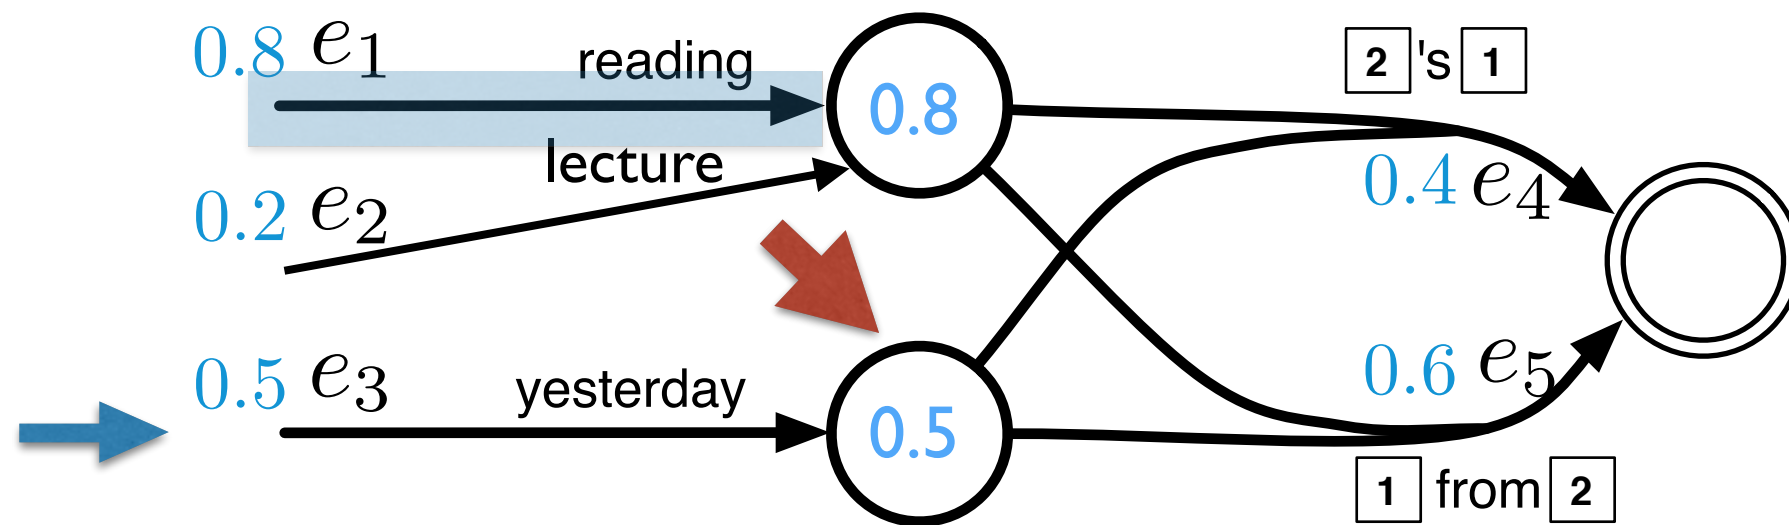 0.8 e1 reading
0.8
2 's 1
lecture
0.2 e2
0.4 e4
0.5 e3 yesterday
0.5
0.6 e5
1 from 2